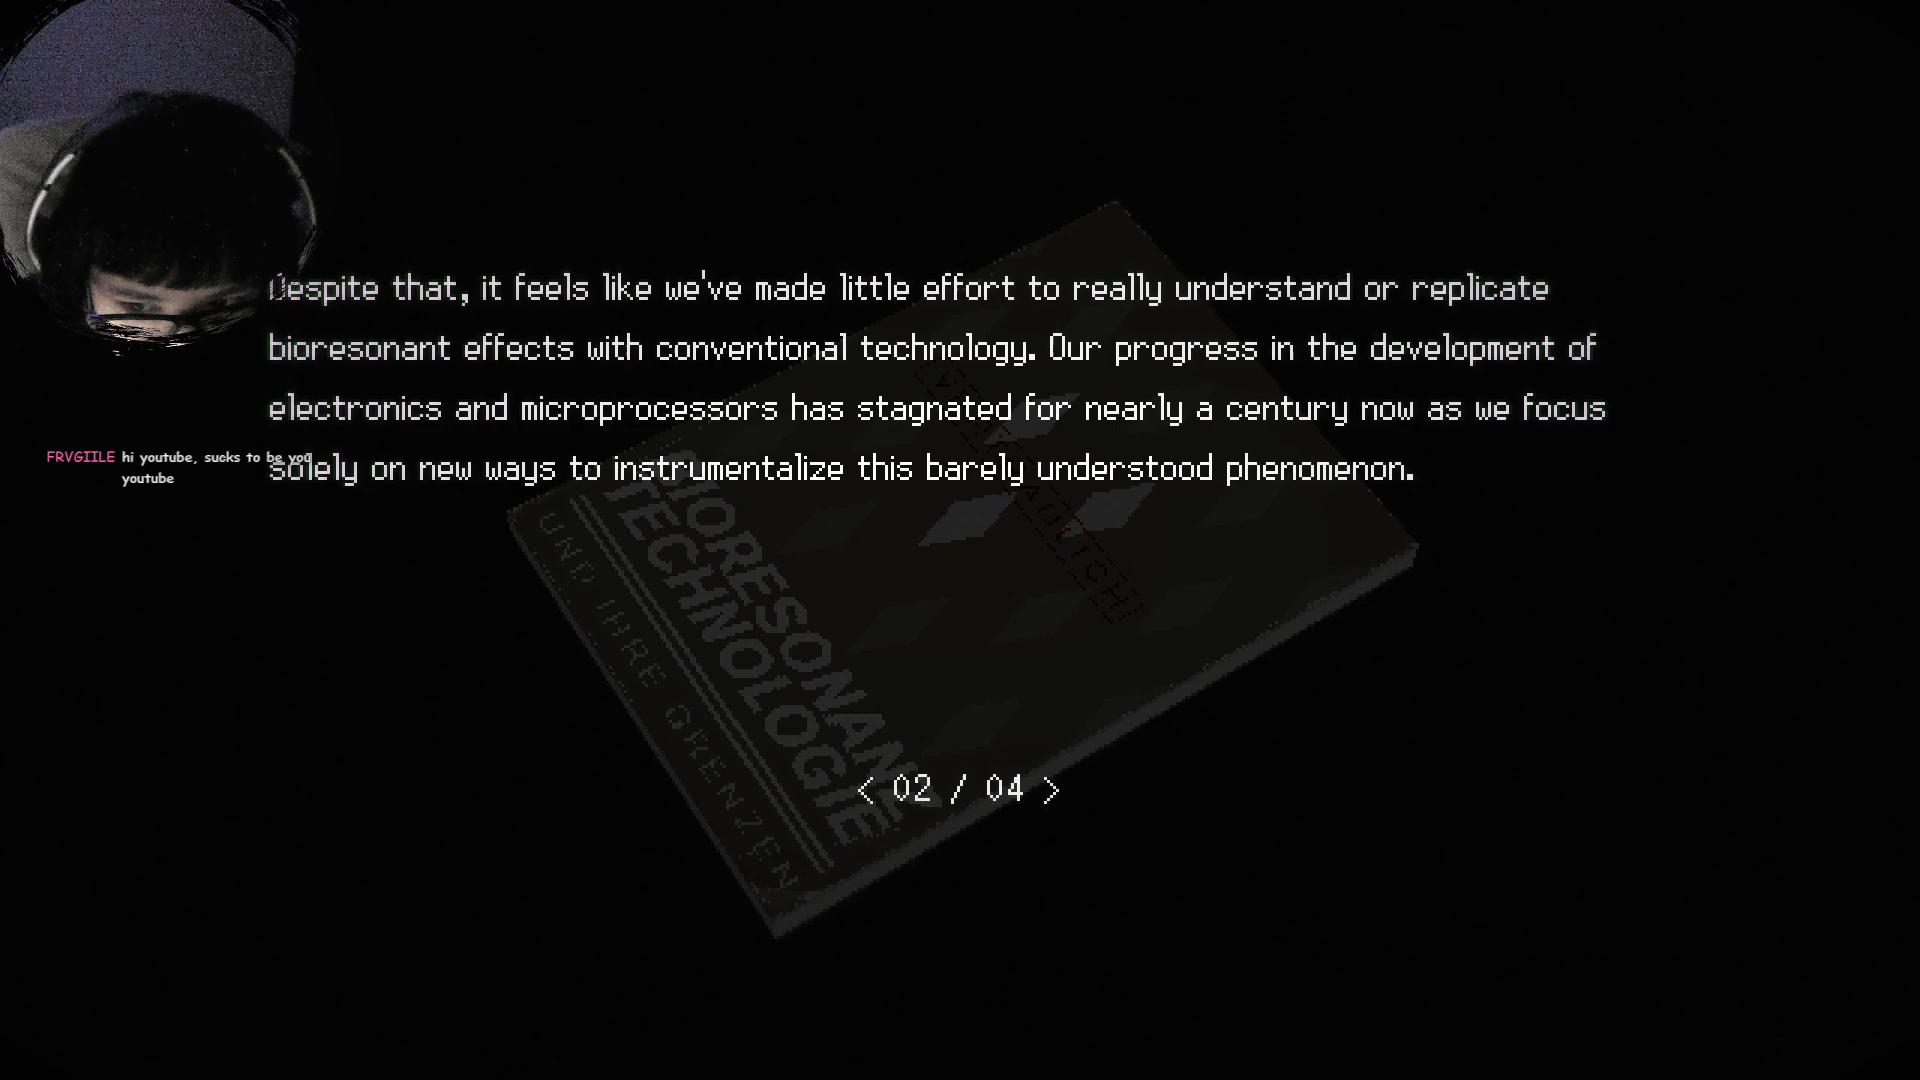 Despite that, it feels like we've made little effort to really understand or replicate
bioresonant effects with conventional technology. Our progress in the development of
electronics and microprocessors has stagnated for nearly a century now as we focus
solely on new ways to instrumentalize this barely understood phenomenon.
FRVGIILE hi youtube, sucks to be you
youtube
BIORESONANZ
TECHNOLOGIE
UND IHRE GRENZEN
< 02 / 04 >